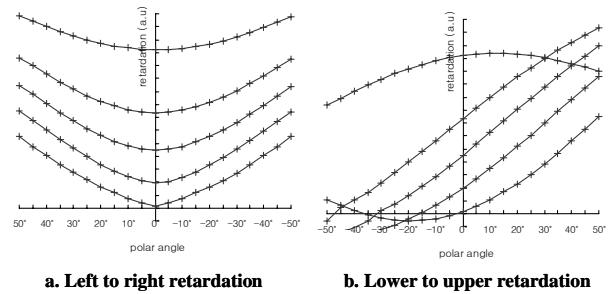 retardation (a.u)
50° 40° 30° 20° 10° 0° −10° −20° −30° −40° −50°
polar angle
a. Left to right retardation
retardation (a.u)
−50° −40° −30° −20° −10° 0° 10° 20° 30° 40° 50°
polar angle
b. Lower to upper retardation